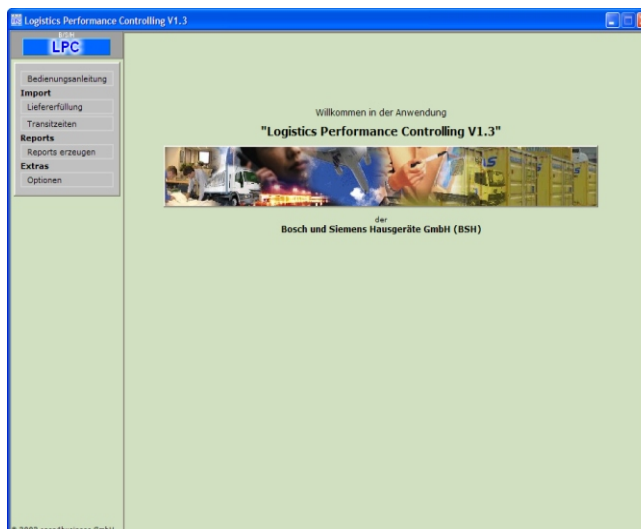 Logistics Performance Controlling V1.3
B/S/H
LPC
Bedienungsanleitung
Import
Liefererfüllung
Transitzeiten
Reports
Reports erzeugen
Extras
Optionen
Willkommen in der Anwendung
"Logistics Performance Controlling V1.3"
der
Bosch und Siemens Hausgeräte GmbH (BSH)